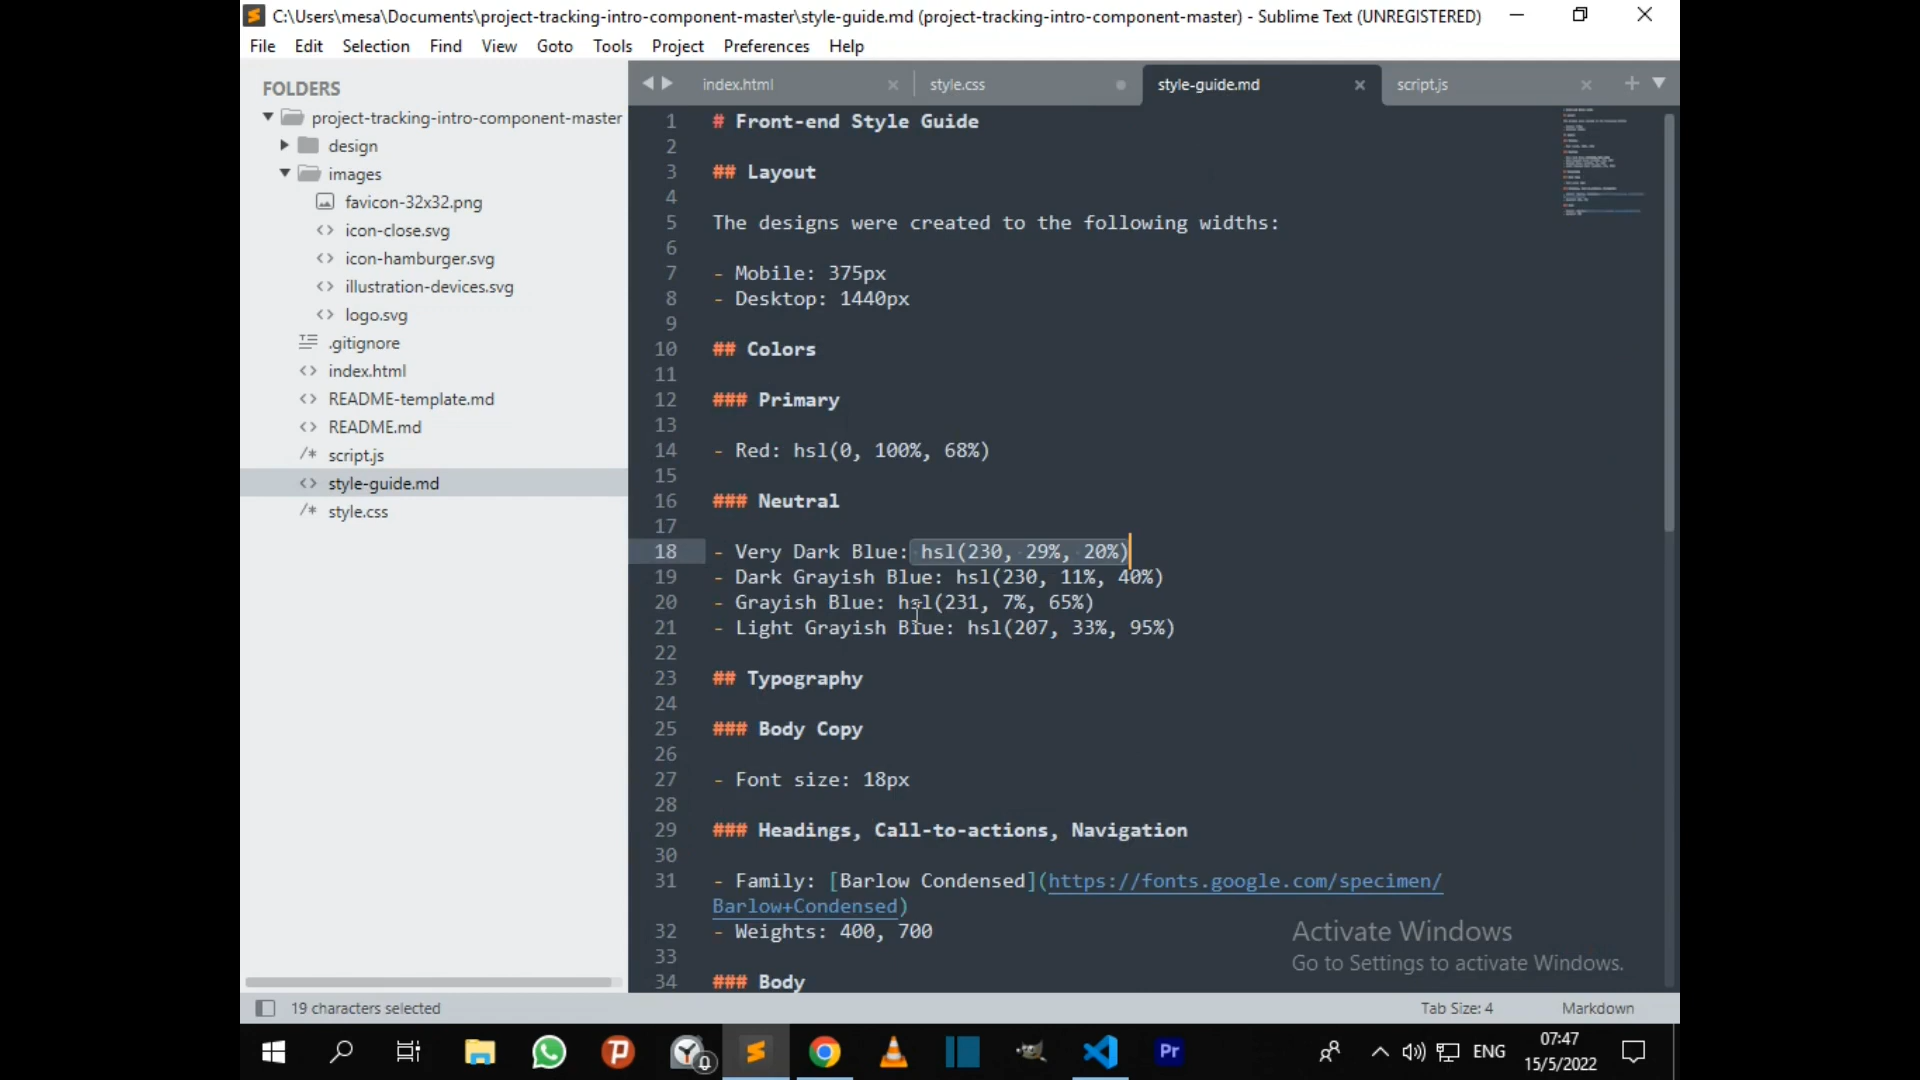 C:\Users\mesa\Documents\project-tracking-intro-component-master\style-guide.md (project-tracking-intro-component-master) - Sublime Text (UNREGISTERED)
File Edit Selection Find View Goto Tools Project Preferences Help
FOLDERS
project-tracking-intro-component-master
design
images
favicon-32x32.png
icon-close.svg
icon-hamburger.svg
illustration-devices.svg
logo.svg
.gitignore
index.html
README-template.md
README.md
script.js
style-guide.md
style.css
index.html style.css style-guide.md script.js
1 # Front-end Style Guide
2
3 ## Layout
4
5 The designs were created to the following widths:
6
7 - Mobile: 375px
8 - Desktop: 1440px
9
10 ## Colors
11
12 ### Primary
13
14 - Red: hsl(0, 100%, 68%)
15
16 ### Neutral
17
18 - Very Dark Blue: hsl(230, 29%, 20%)
19 - Dark Grayish Blue: hsl(230, 11%, 40%)
20 - Grayish Blue: hsl(231, 7%, 65%)
21 - Light Grayish Blue: hsl(207, 33%, 95%)
22
23 ## Typography
24
25 ### Body Copy
26
27 - Font size: 18px
28
29 ### Headings, Call-to-actions, Navigation
30
31 - Family: [Barlow Condensed](https://fonts.google.com/specimen/
Barlow+Condensed)
32 - Weights: 400, 700
33
34 ### Body
Activate Windows
Go to Settings to activate Windows.
19 characters selected Tab Size: 4 Markdown
Pr ENG 07:47
15/5/2022